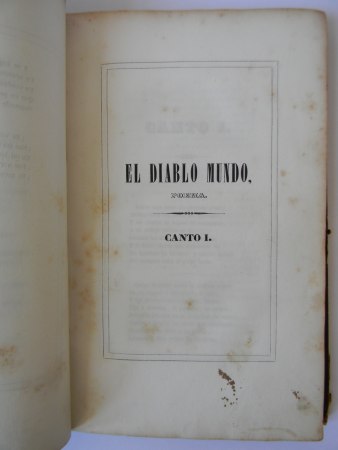 EL DIABLO MUNDO,
POEMA.
CANTO I.